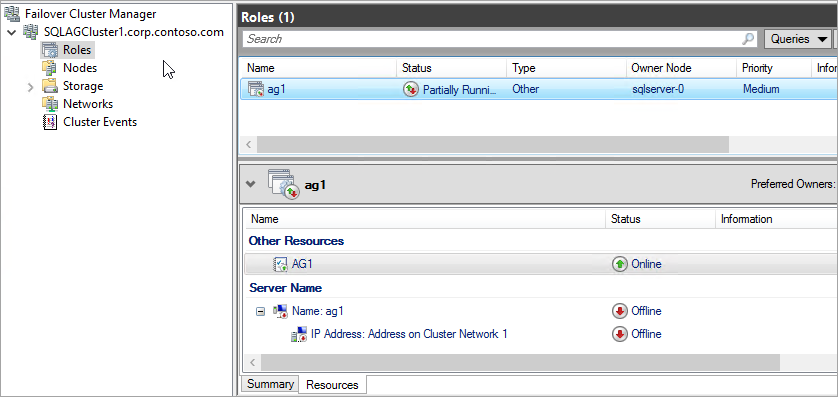 Failover Cluster Manager
SQLAGCluster1.corp.contoso.com
Roles
Nodes
Storage
Networks
Cluster Events
Roles (1)
Search
Queries
Name Status Type Owner Node Priority Infor
ag1 Partially Runni... Other sqlserver-0 Medium
ag1 Preferred Owners:
Name Status Information
Other Resources
AG1 Online
Server Name
Name: ag1 Offline
IP Address: Address on Cluster Network 1 Offline
Summary Resources